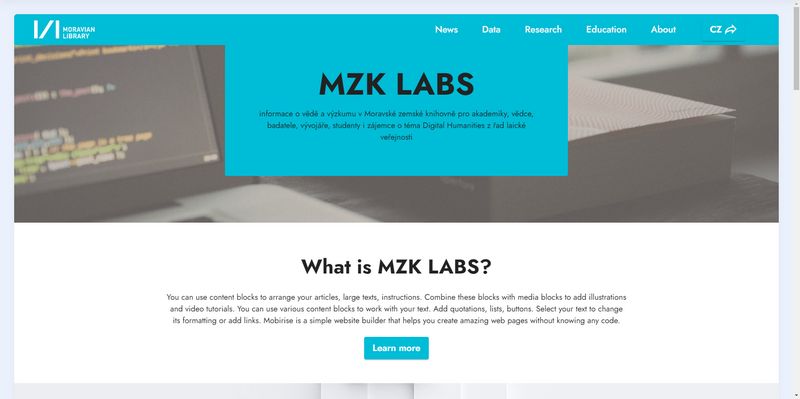 MORAVIAN
LIBRARY
News Data Research Education About CZ
MZK LABS
Informace o vědě a výzkumu v Moravské zemské knihovně pro akademiky, vědce,
badatele, vývojáře, studenty i zájemce o téma Digital Humanities z řad laické
veřejnosti
What is MZK LABS?
You can use content blocks to arrange your articles, large texts, instructions. Combine these blocks with media blocks to add illustrations
and video tutorials. You can use various content blocks to work with your text. Add quotations, lists, buttons. Select your text to change
its formatting or add links. Mobirise is a simple website builder that helps you create amazing web pages without knowing any code.
Learn more